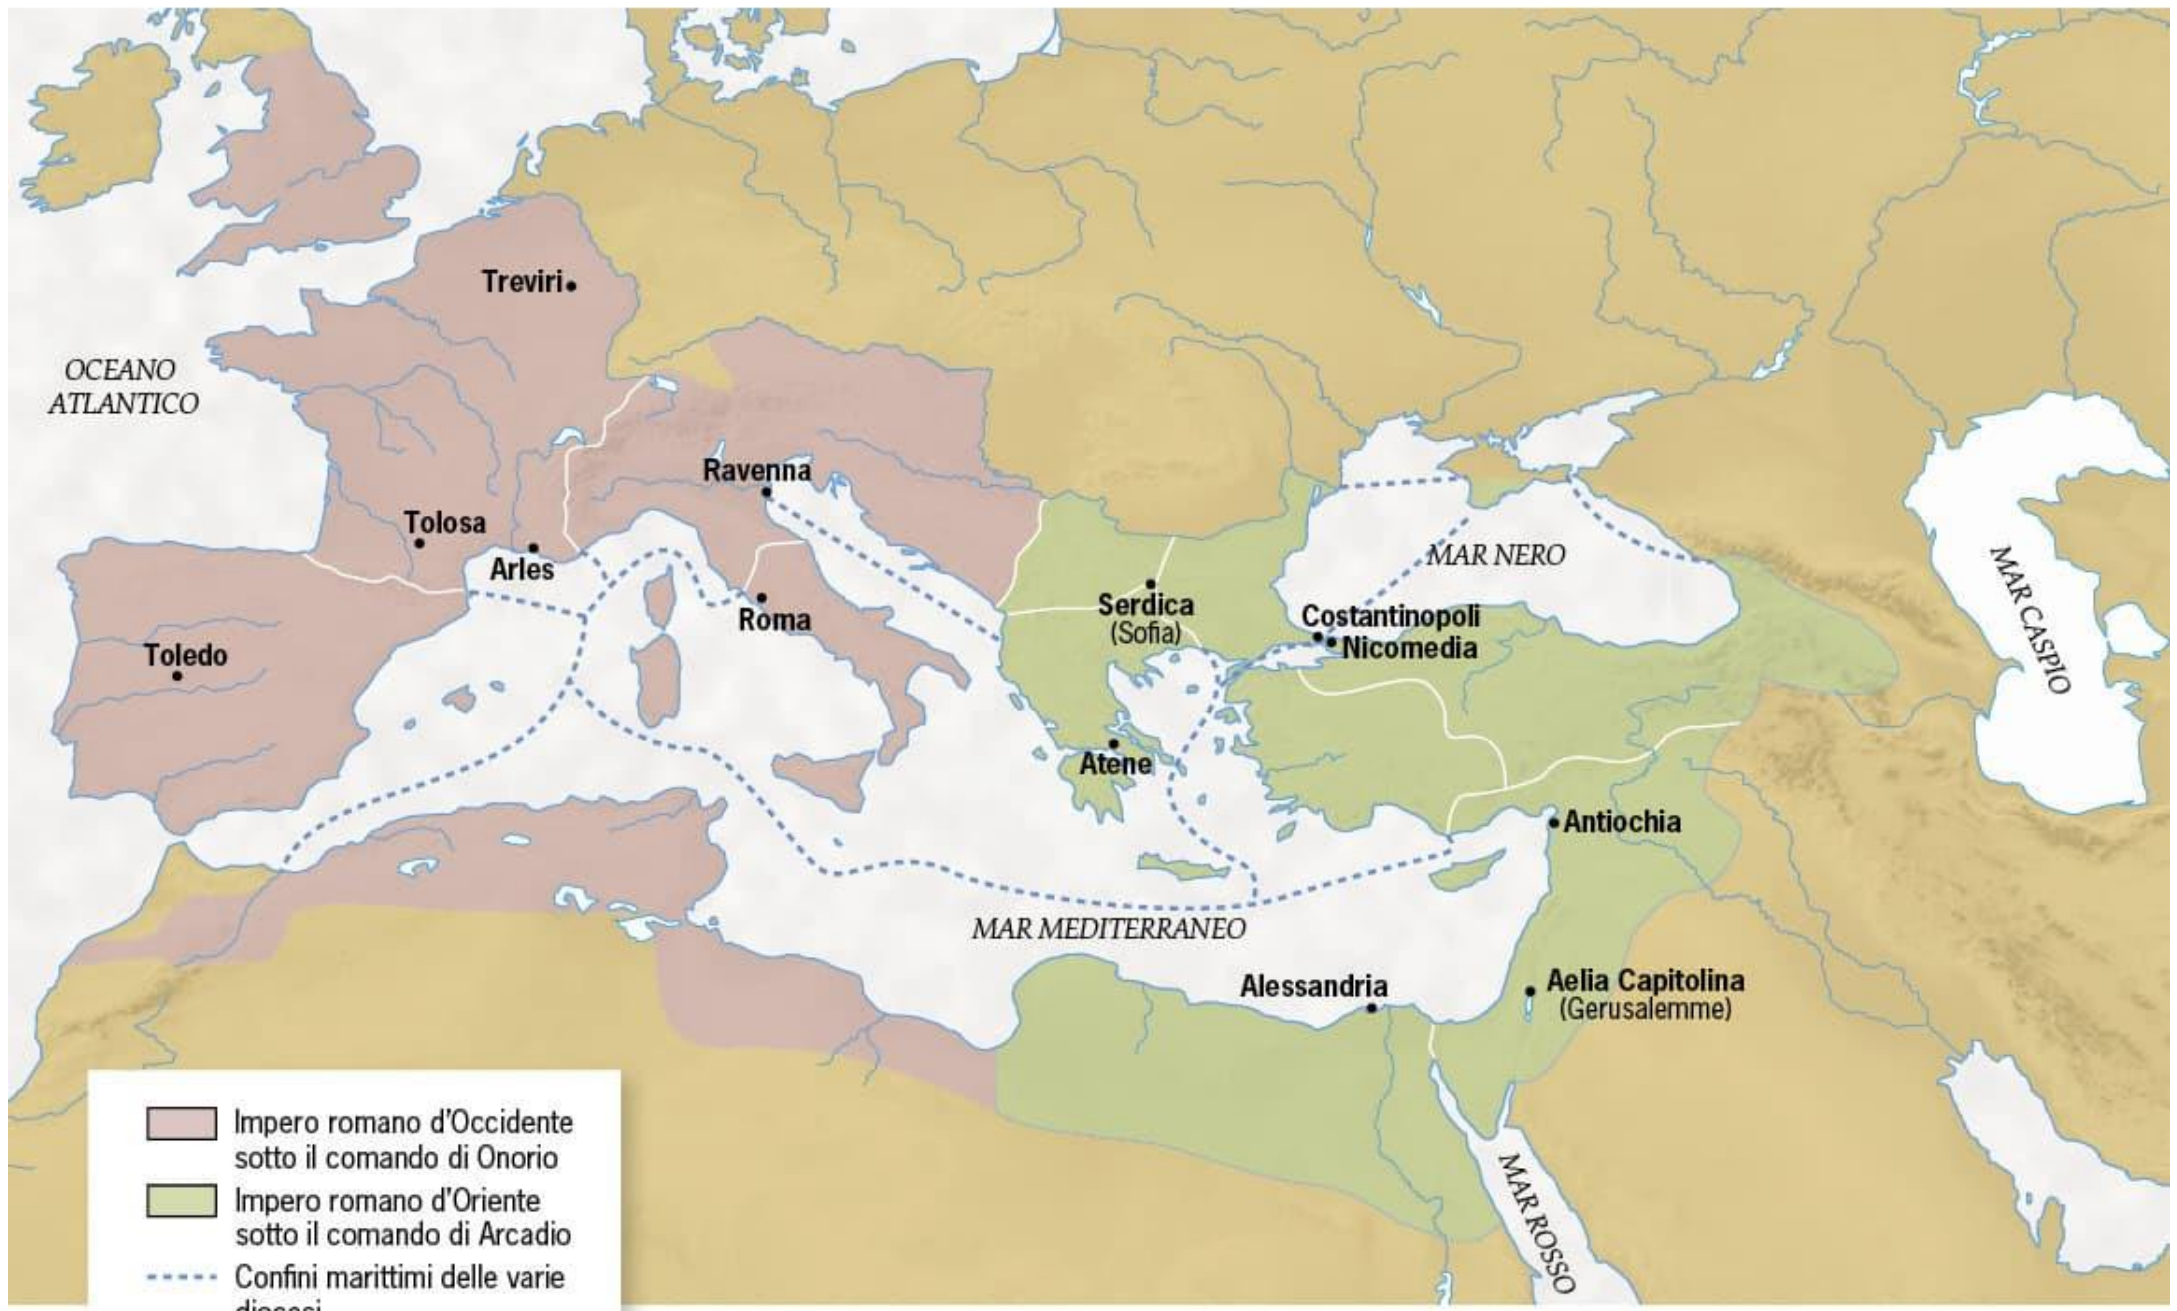 Treviri
OCEANO
ATLANTICO
Ravenna
Tolosa
Arles
MAR NERO
MAR CASPIO
Serdica
(Sofia)
Costantinopoli
Nicomedia
Roma
Toledo
Atene
Antiochia
MAR MEDITERRANEO
Alessandria
Aelia Capitolina
(Gerusalemme)
MAR ROSSO
Impero romano d'Occidente
sotto il comando di Onorio
Impero romano d'Oriente
sotto il comando di Arcadio
Confini marittimi delle varie
diocesi